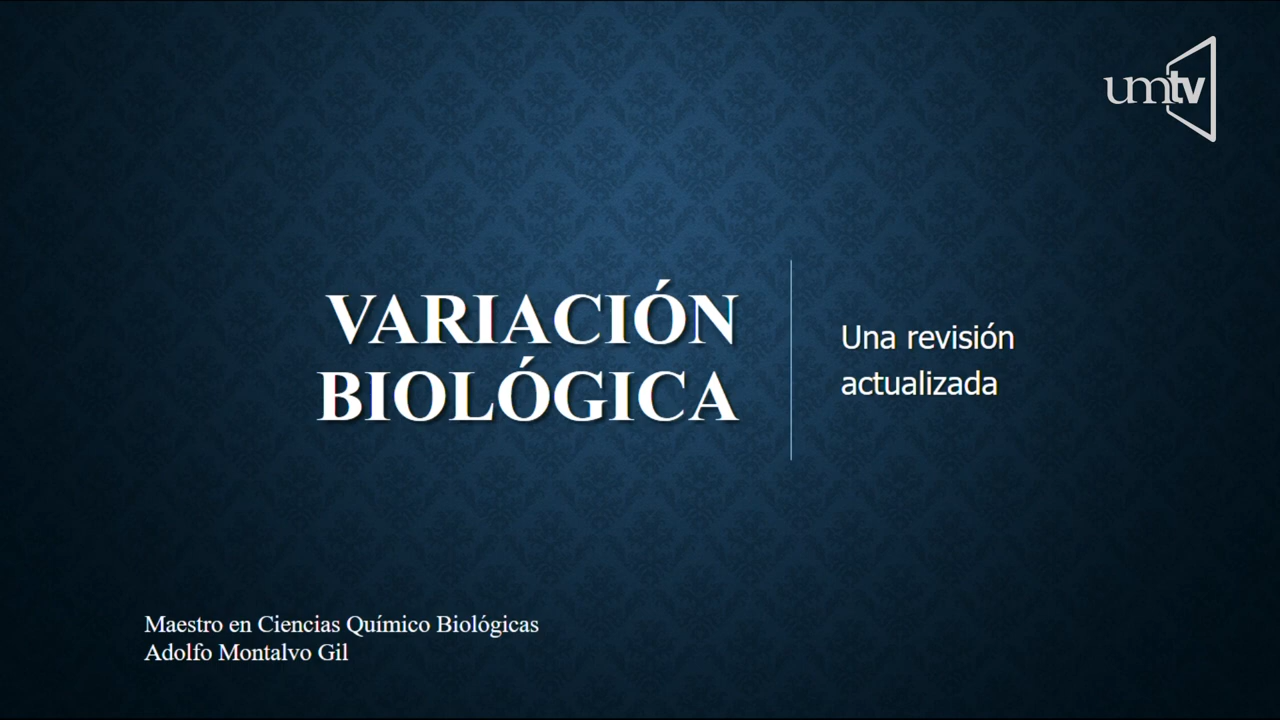 umtv
VARIACIÓN
BIOLÓGICA
Una revisión
actualizada
Maestro en Ciencias Químico Biológicas
Adolfo Montalvo Gil